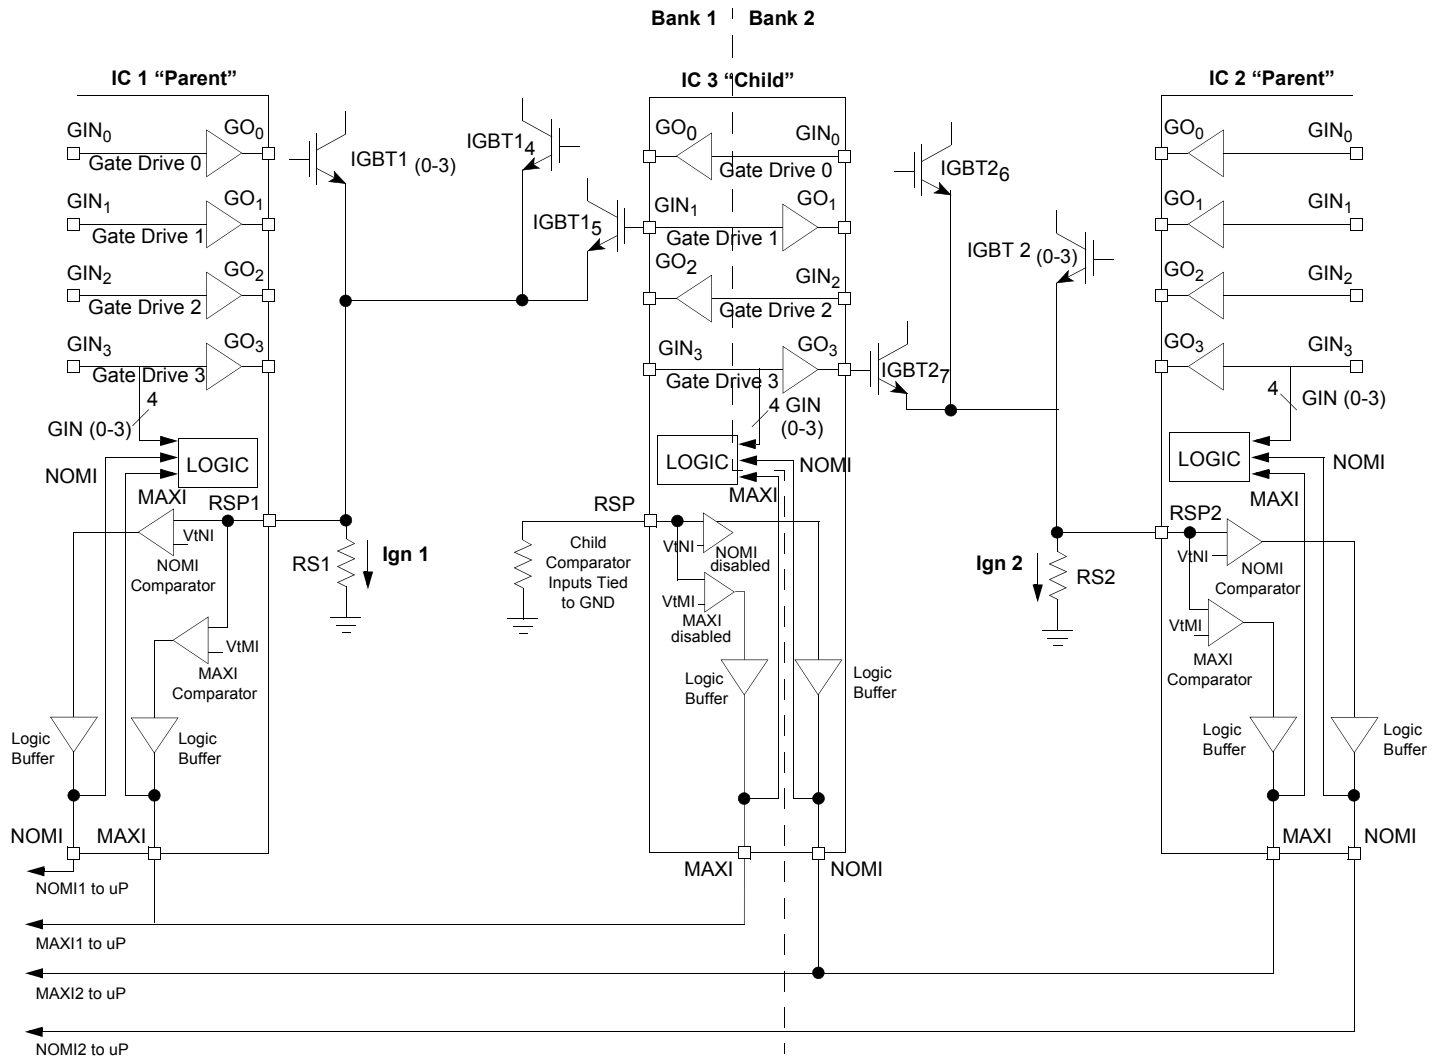 Bank 1 Bank 2
IC 1 “Parent”
GIN0 GO0
Gate Drive 0
GIN1 GO1
Gate Drive 1
GIN2 GO2
Gate Drive 2
GIN3 GO3
Gate Drive 3
4
GIN (0-3)
LOGIC
NOMI
MAXI
RSP1
VtNI
NOMI
Comparator
VtMI
MAXI
Comparator
Logic
Buffer
Logic
Buffer
NOMI MAXI
IGBT1 (0-3)
IGBT14
IGBT15
RS1
Ign 1
IC 3 “Child”
GO0 GIN0
Gate Drive 0
GIN1 GO1
Gate Drive 1
GO2 GIN2
Gate Drive 2
GIN3 GO3
Gate Drive 3
4 GIN
(0-3)
LOGIC
NOMI
MAXI
RSP
Child
Comparator
Inputs Tied
to GND
VtNI
NOMI
disabled
VtMI
MAXI
disabled
Logic
Buffer
Logic
Buffer
MAXI NOMI
IGBT26
IGBT27
IGBT 2 (0-3)
Ign 2
RS2
IC 2 “Parent”
GO0 GIN0
GO1 GIN1
GO2 GIN2
GO3 GIN3
4
GIN (0-3)
LOGIC
NOMI
MAXI
RSP2
VtNI
NOMI
Comparator
VtMI
MAXI
Comparator
Logic
Buffer
Logic
Buffer
MAXI NOMI
NOMI1 to uP
MAXI1 to uP
MAXI2 to uP
NOMI2 to uP